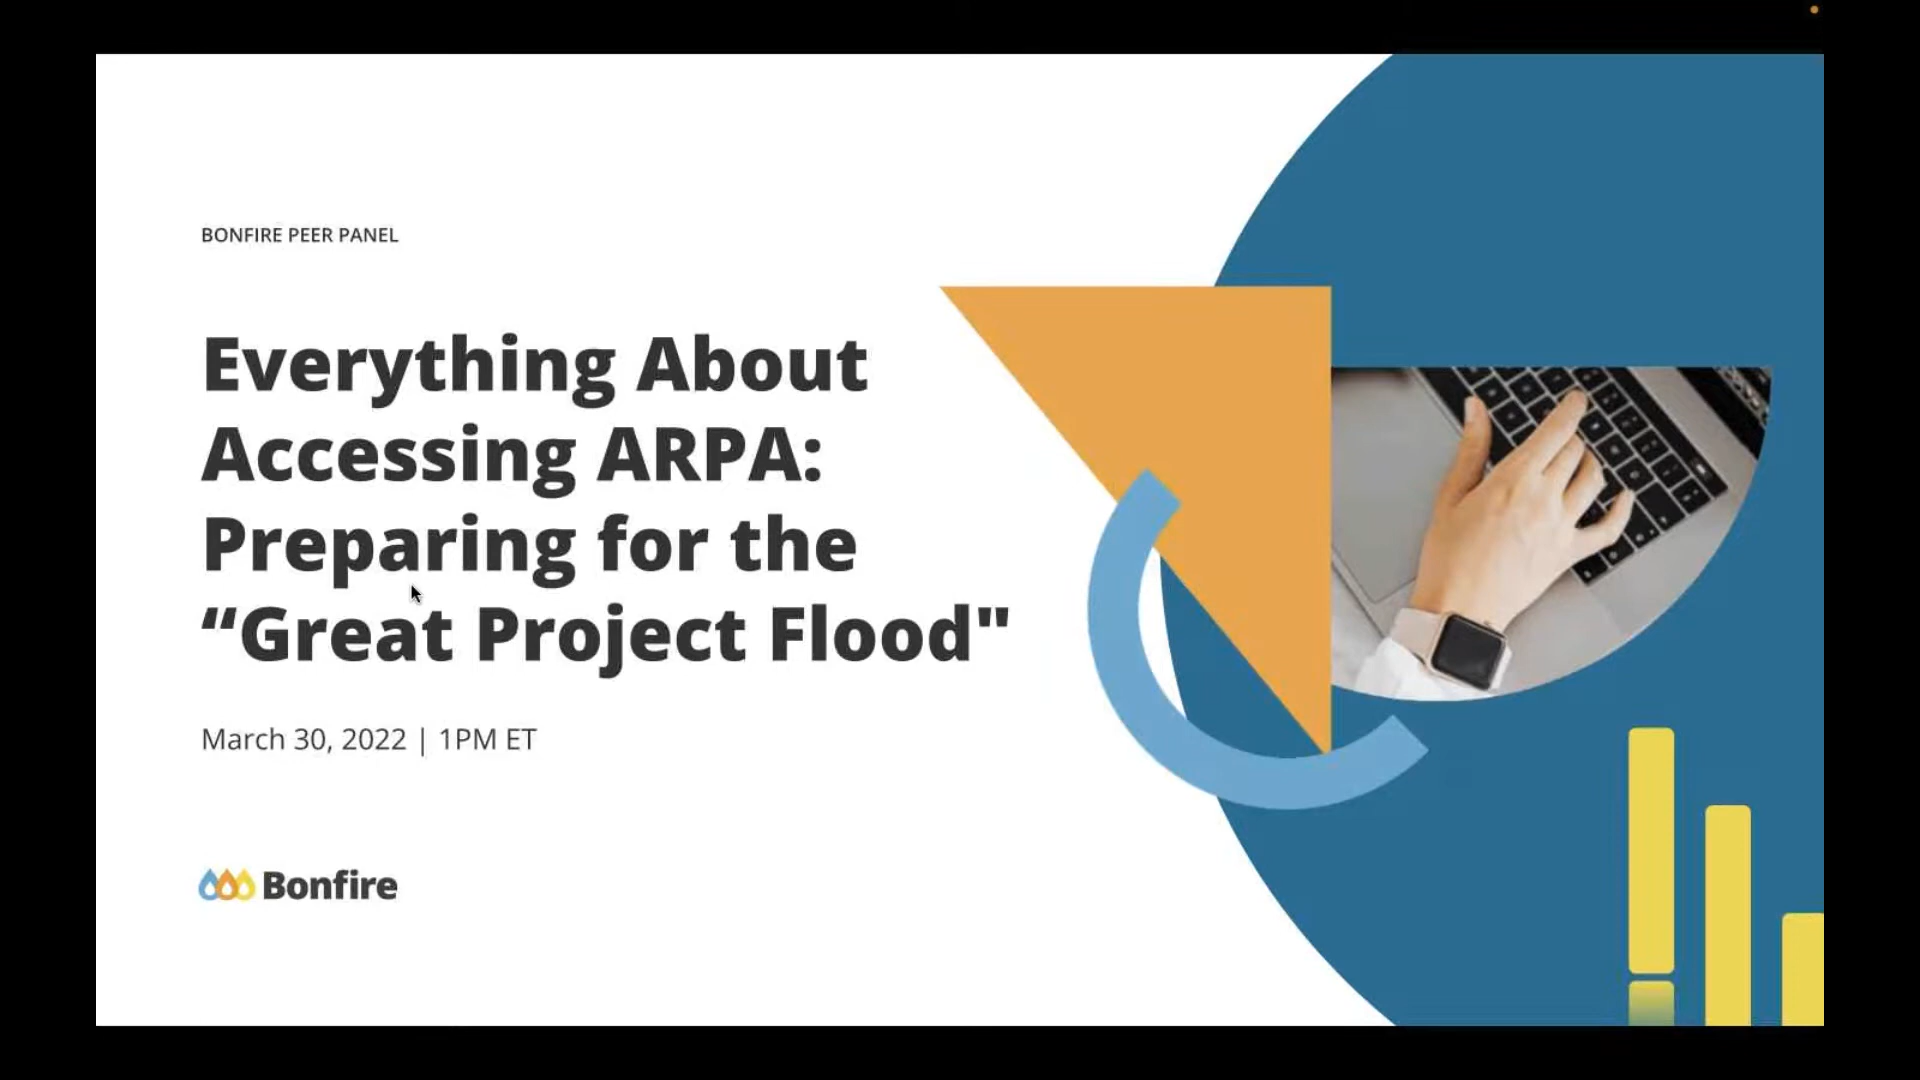 BONFIRE PEER PANEL
Everything About
Accessing ARPA:
Preparing for the
“Great Project Flood"
March 30, 2022 | 1PM ET
Bonfire